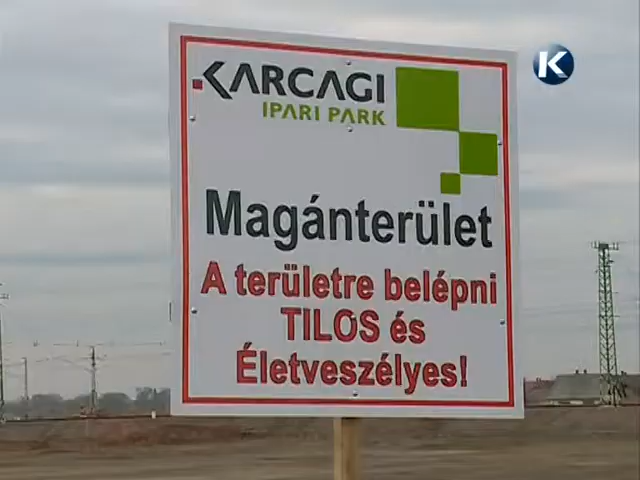 KARCAGI
IPARI PARK
K
Magánterület
A területre belépni
TILOS és
Életveszélyes!